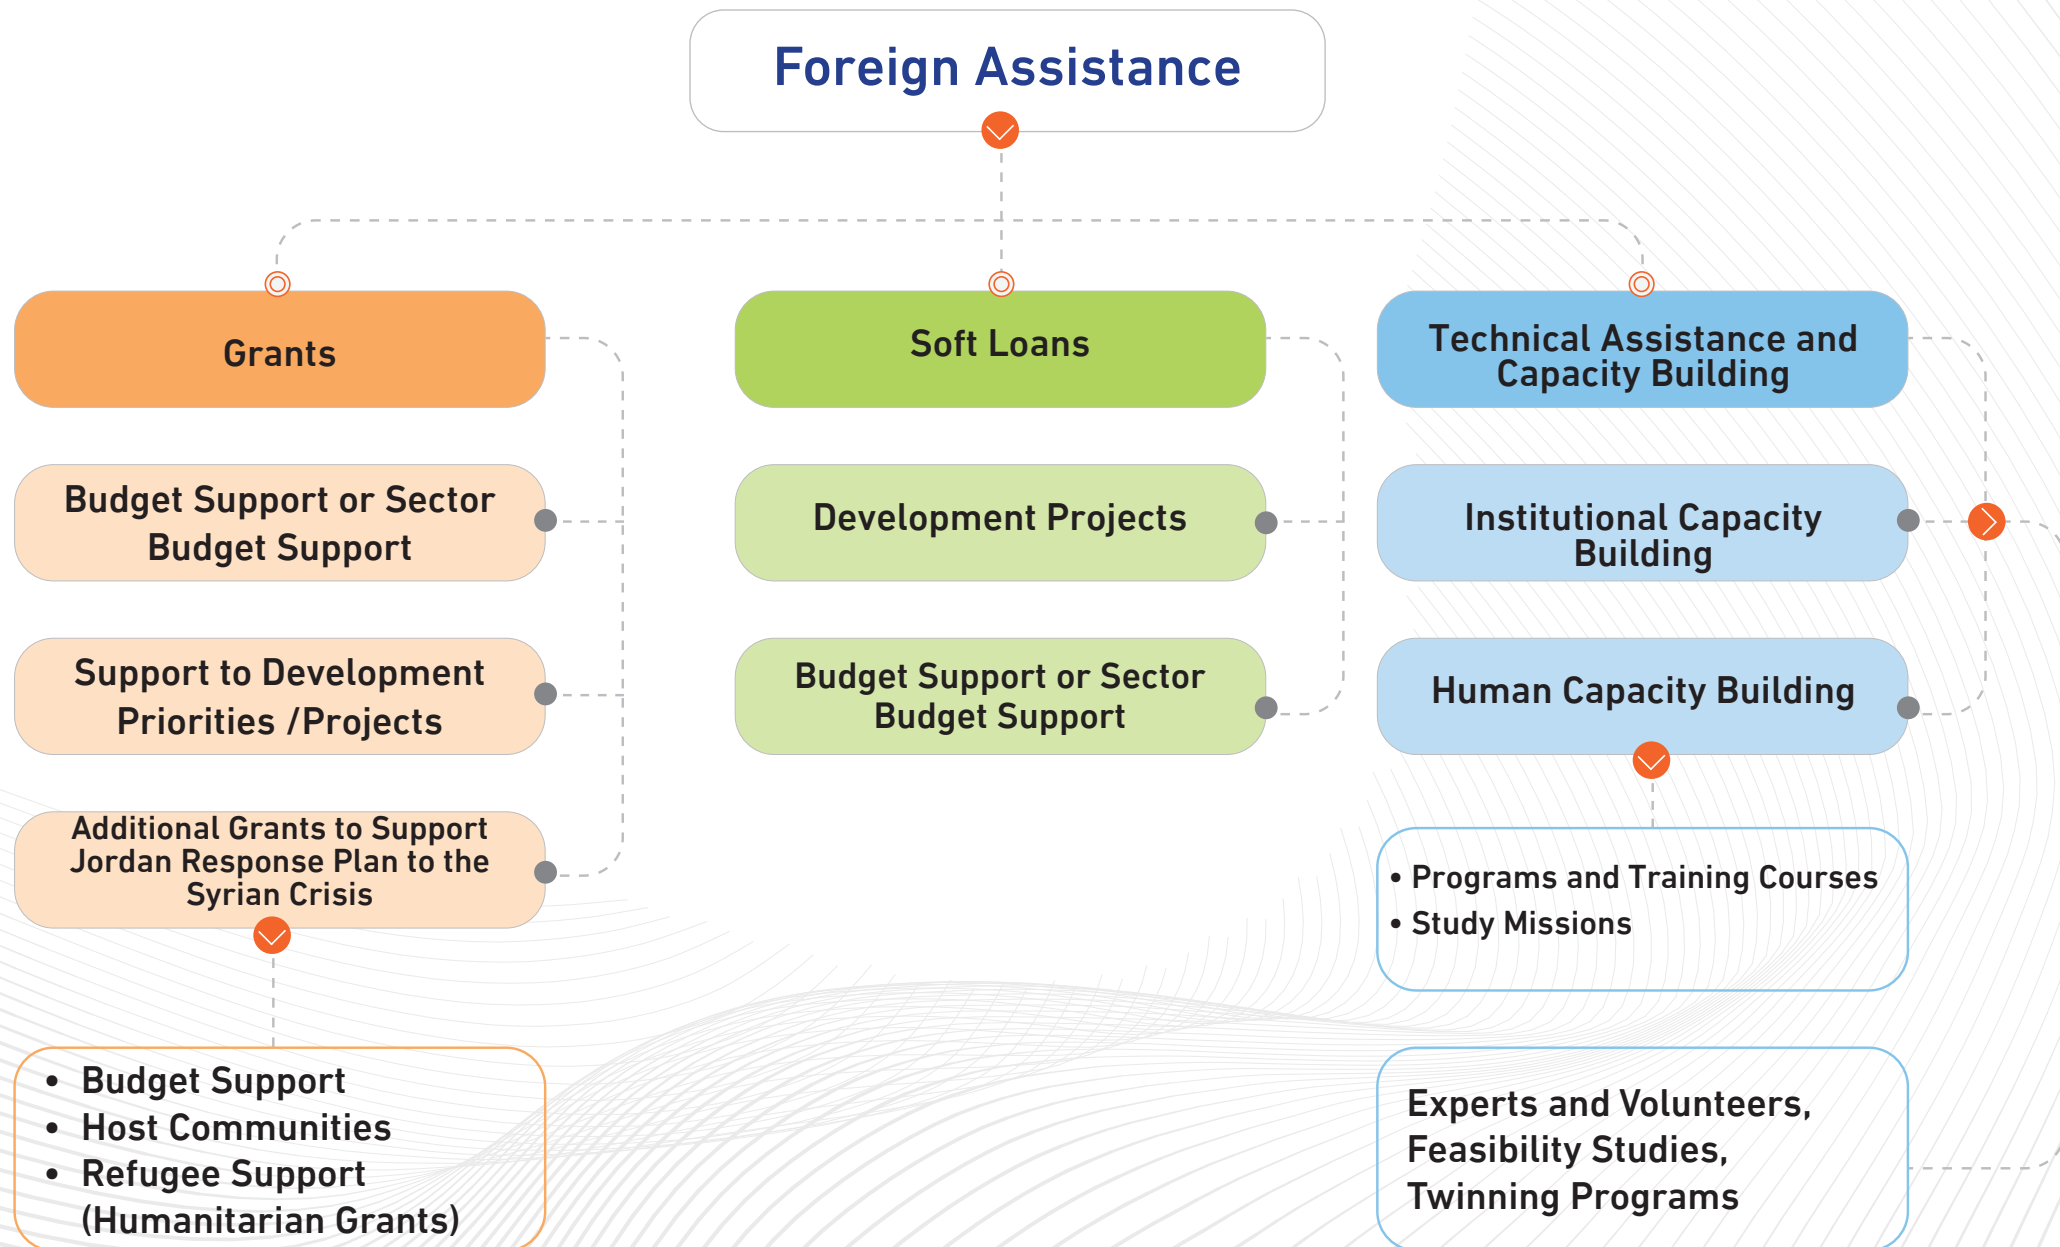 Foreign Assistance
Grants
Budget Support or Sector
Budget Support
Support to Development
Priorities /Projects
Additional Grants to Support
Jordan Response Plan to the
Syrian Crisis
• Budget Support
• Host Communities
• Refugee Support
(Humanitarian Grants)
Soft Loans
Development Projects
Budget Support or Sector
Budget Support
Technical Assistance and
Capacity Building
Institutional Capacity
Building
Human Capacity Building
• Programs and Training Courses
• Study Missions
Experts and Volunteers,
Feasibility Studies,
Twinning Programs